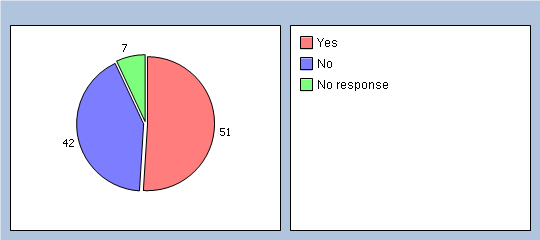 7
42
51
Yes
No
No response